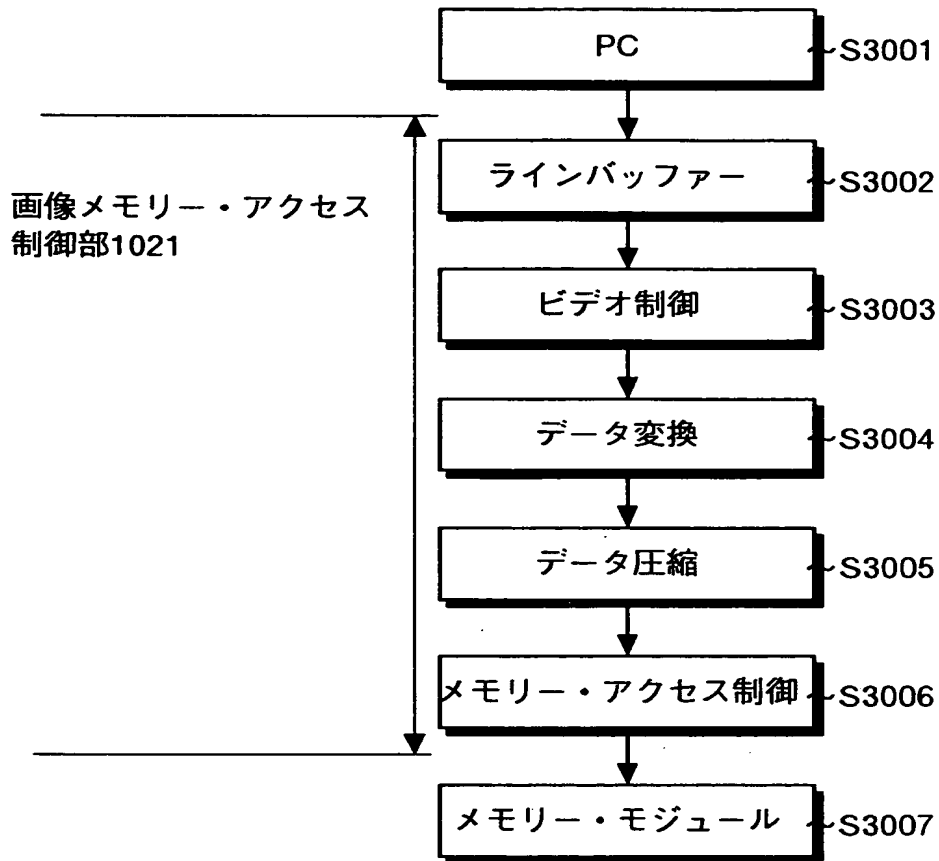 PC S3001
ラインバッファー S3002
画像メモリー・アクセス
制御部1021
ビデオ制御 S3003
データ変換 S3004
データ圧縮 S3005
メモリー・アクセス制御 S3006
メモリー・モジュール S3007